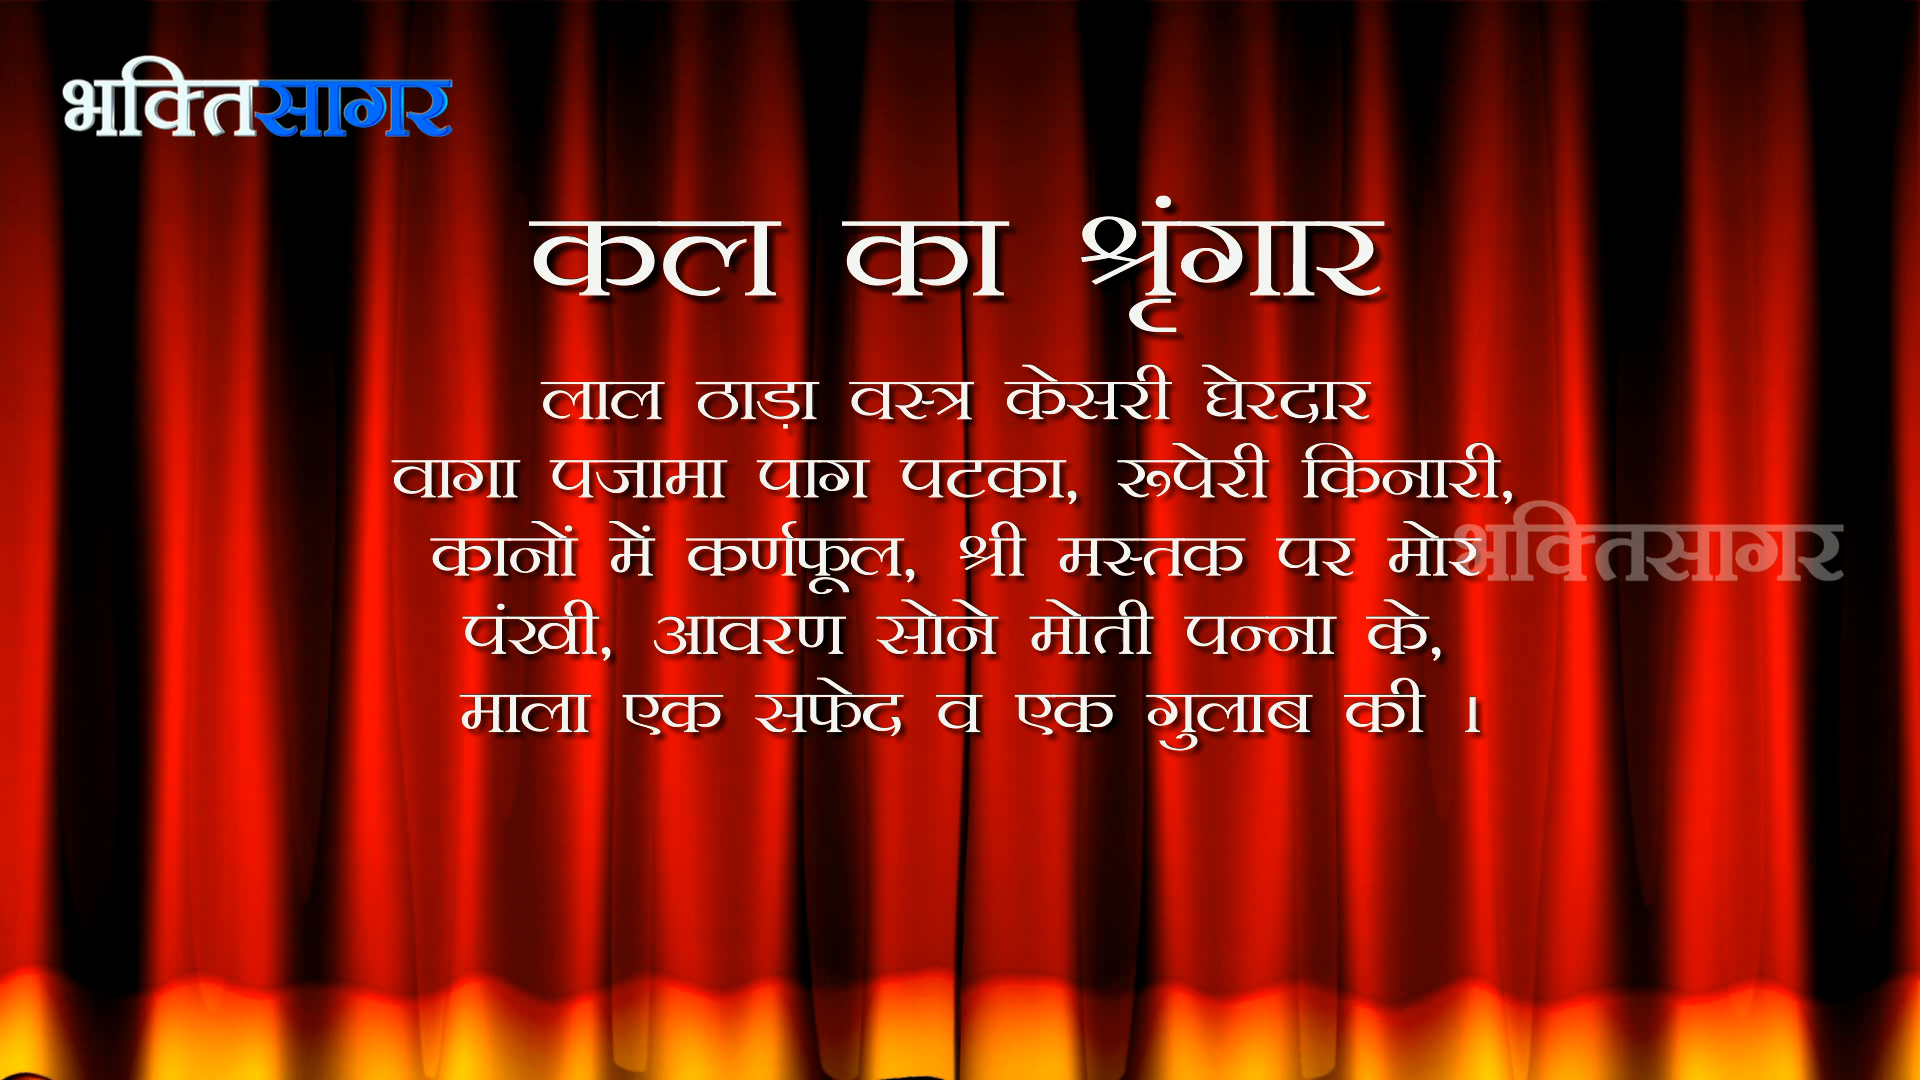 भक्तिसागर
कल का श्रृंगार
लाल ठाड़ा वस्त्र केसरी घेरदार
वागा पजामा पाग पटका, रूपेरी किनारी,
कानों में कर्णफूल, श्री मस्तक पर मोर
भक्तिसागर
पंखी, आवरण सोने मोती पन्ना के,
माला एक सफेद व एक गुलाब की ।